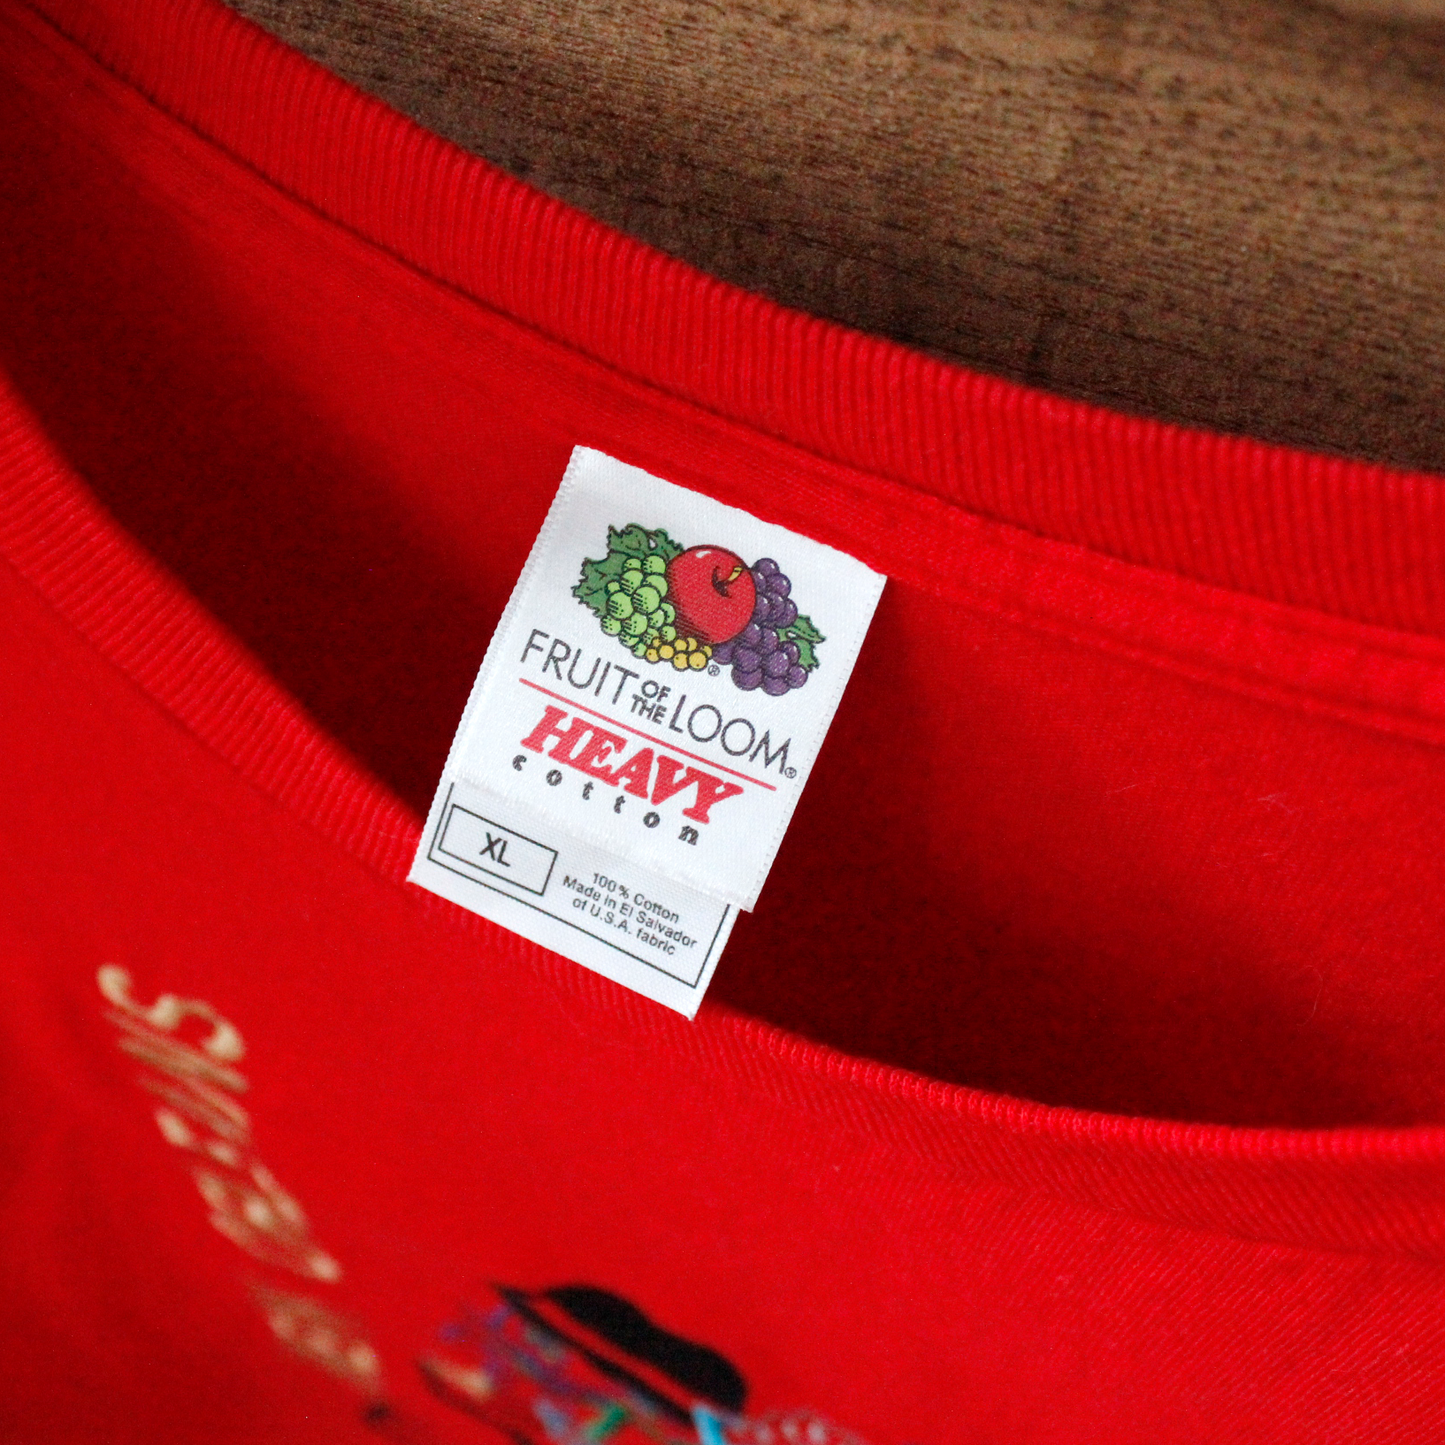 ®
FRUIT OF THE LOOM®
HEAVY
cotton
XL
100% Cotton
Made in El Salvador
of U.S.A. fabric